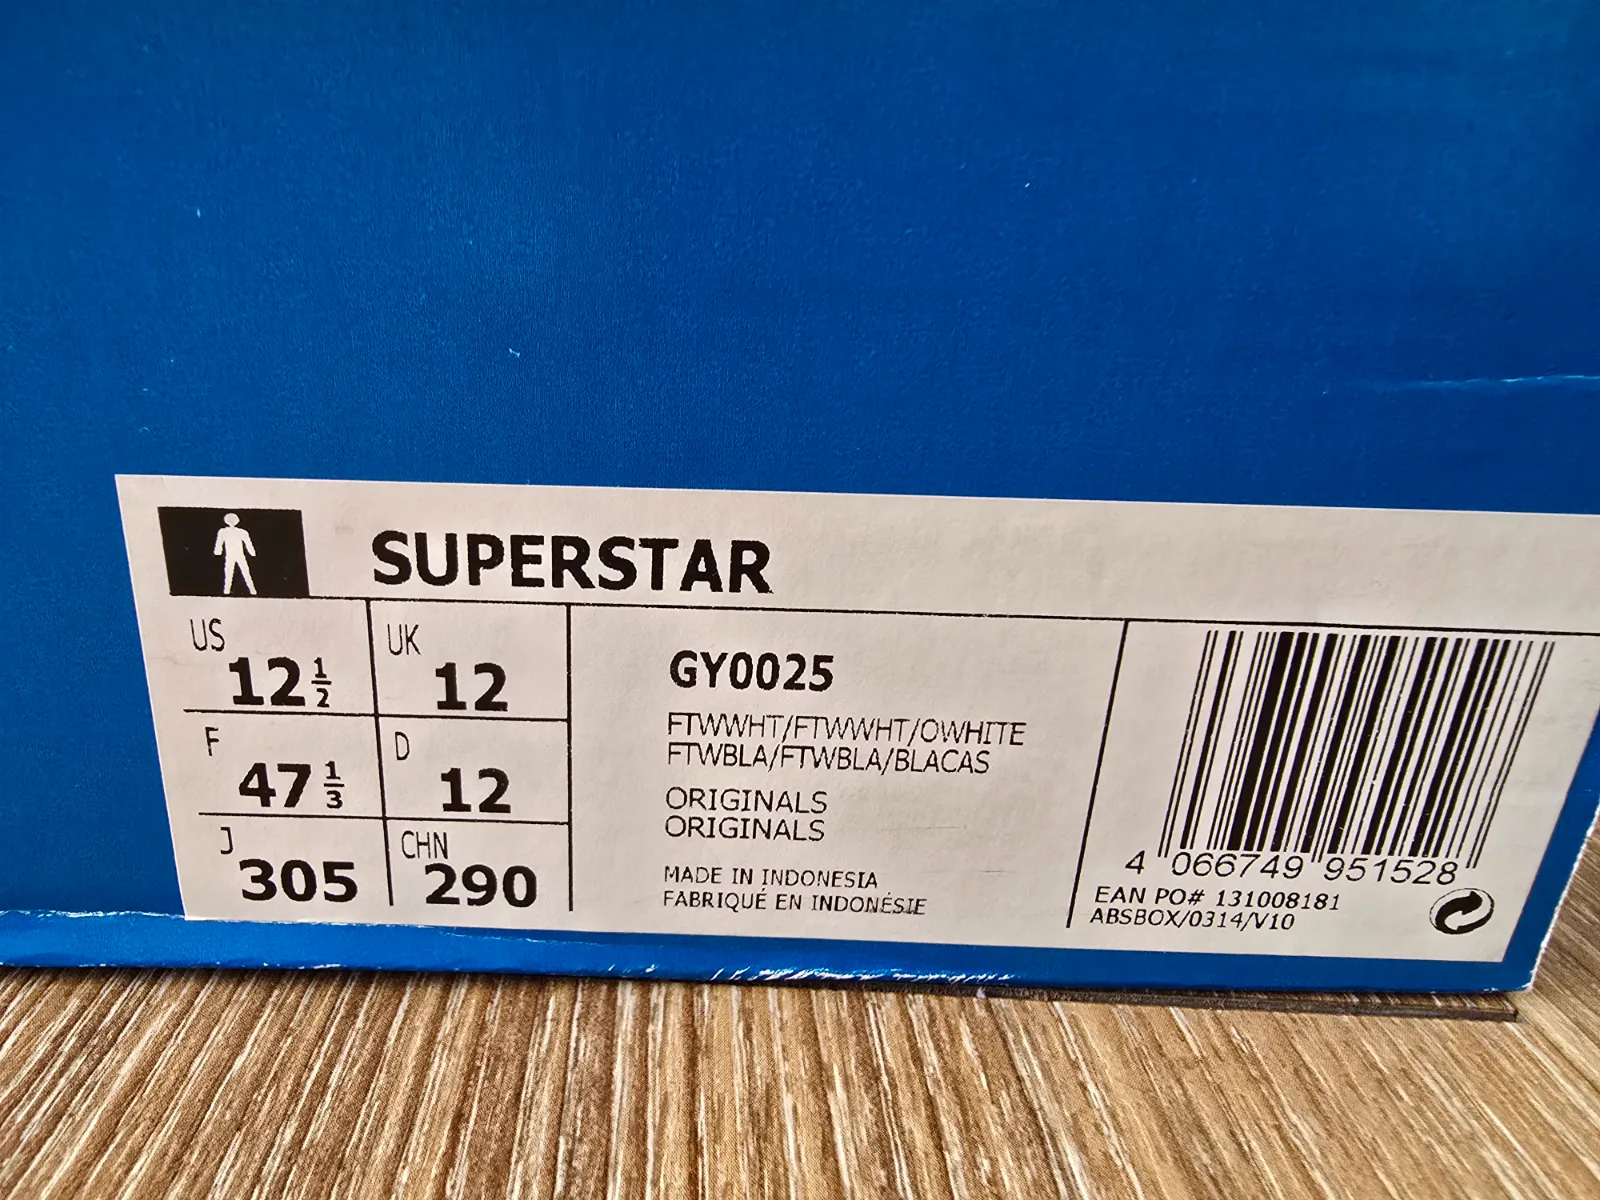 SUPERSTAR
US 12 1/2
UK 12
F 47 1/3
D 12
J 305
CHN 290
GY0025
FTWWHT/FTWWHT/OWHITE
FTWBLA/FTWBLA/BLACAS
ORIGINALS
ORIGINALS
MADE IN INDONESIA
FABRIQUÉ EN INDONÉSIE
4 066749 951528
EAN PO# 131008181
ABSBOX/0314/V10